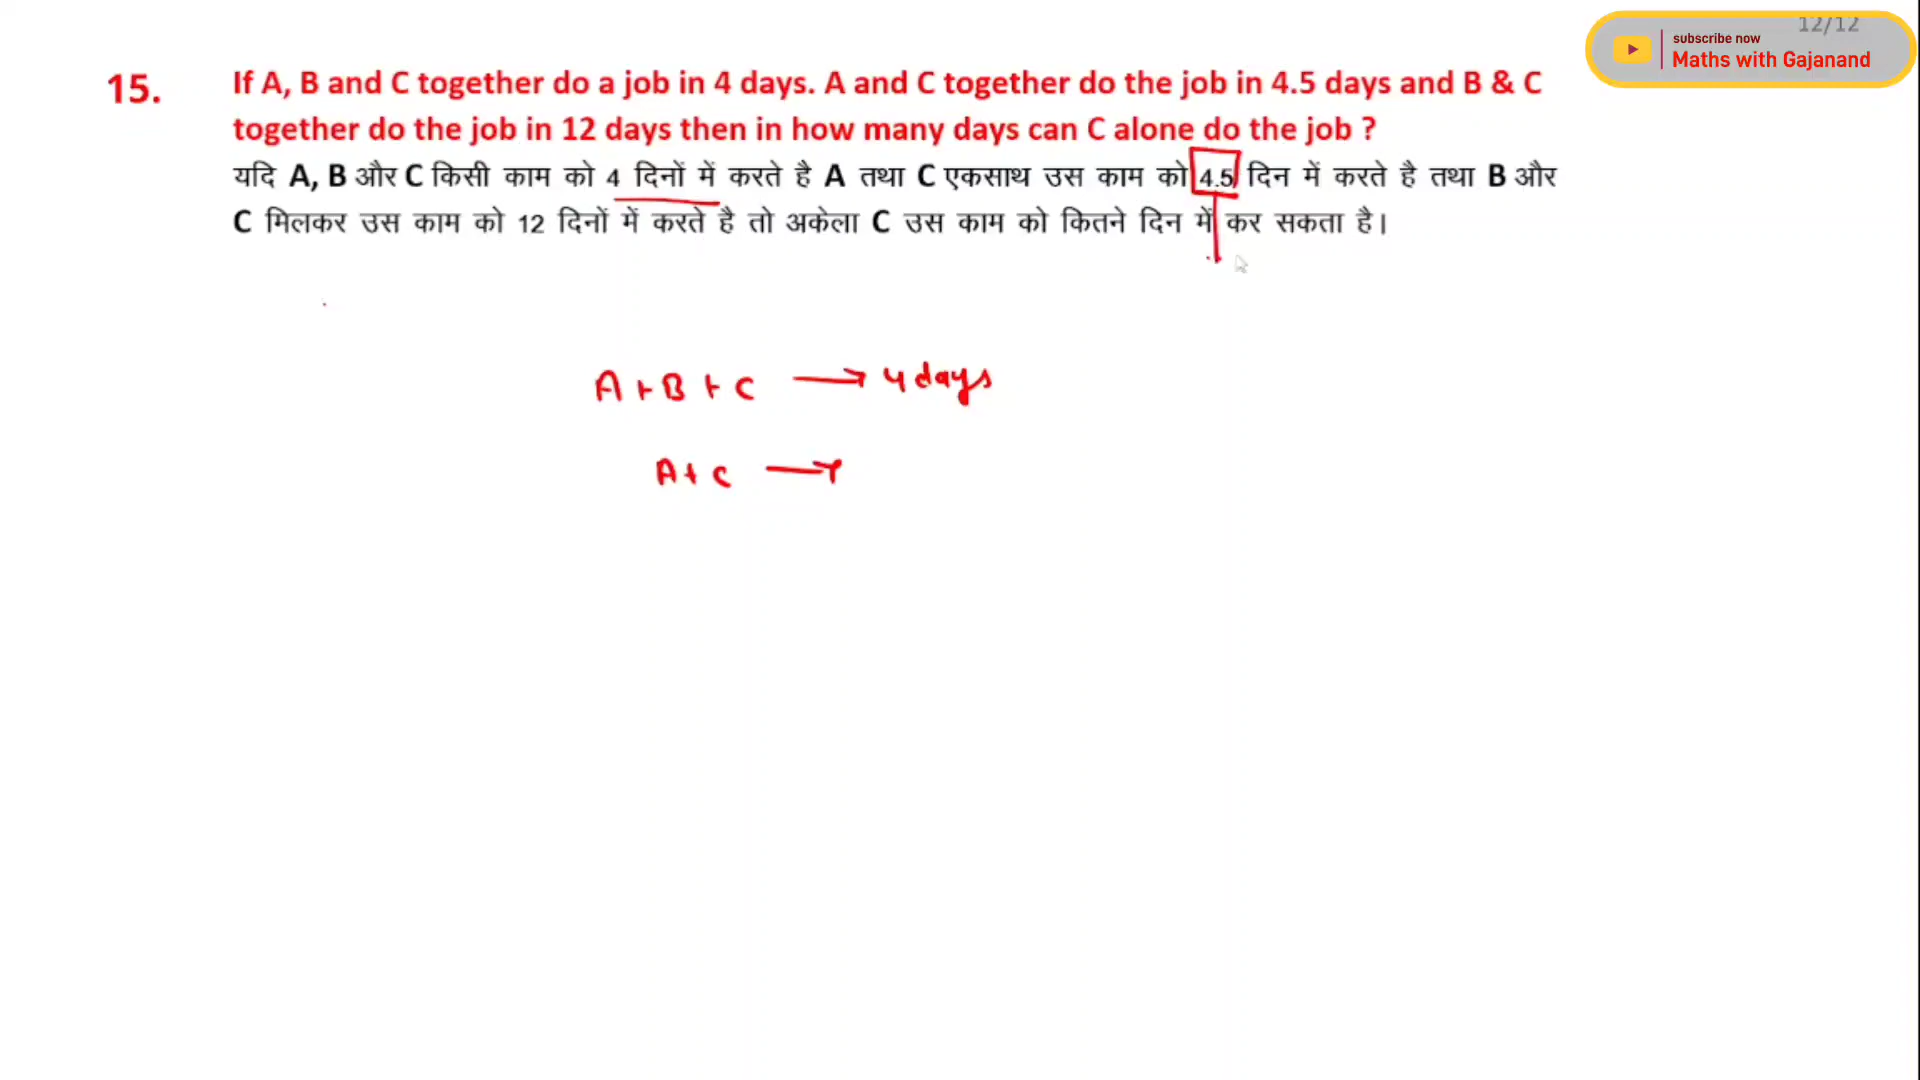 12/12
subscribe now
Maths with Gajanand
15.
If A, B and C together do a job in 4 days. A and C together do the job in 4.5 days and B & C
together do the job in 12 days then in how many days can C alone do the job ?
यदि A, B और C किसी काम को 4 दिनों में करते है A तथा C एकसाथ उस काम को 4.5 दिन में करते है तथा B और
C मिलकर उस काम को 12 दिनों में करते है तो अकेला C उस काम को कितने दिन में कर सकता है।
A+B+C → 4 days
A+C →